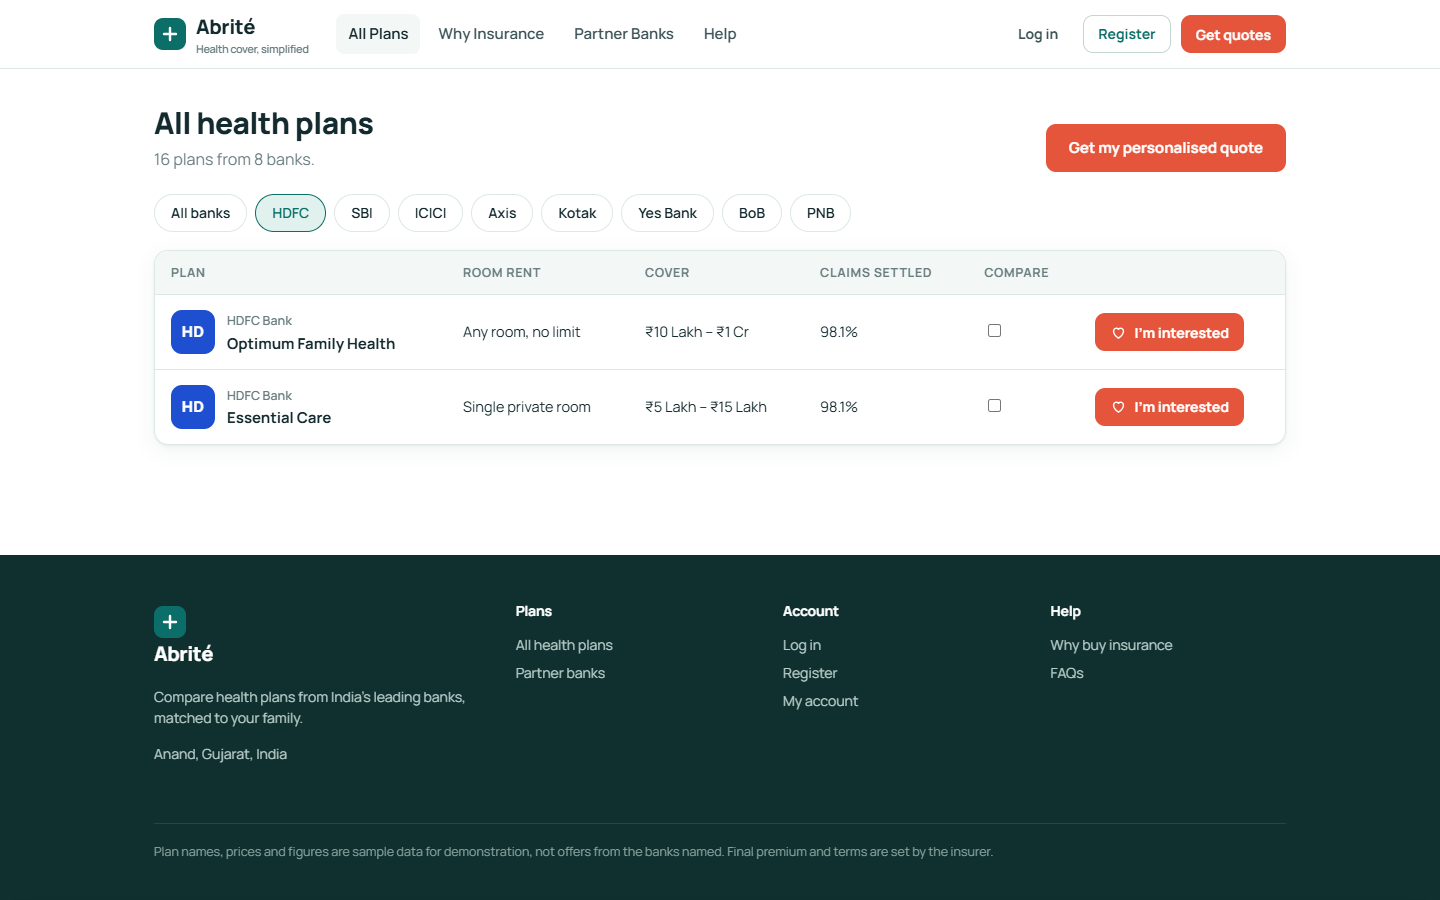 Abrité
Health cover, simplified
All Plans
Why Insurance
Partner Banks
Help
Log in
Register
Get quotes
All health plans
16 plans from 8 banks.
Get my personalised quote
All banks
HDFC
SBI
ICICI
Axis
Kotak
Yes Bank
BoB
PNB
PLAN
ROOM RENT
COVER
CLAIMS SETTLED
COMPARE
HD
HDFC Bank
Optimum Family Health
Any room, no limit
₹10 Lakh – ₹1 Cr
98.1%
I'm interested
HD
HDFC Bank
Essential Care
Single private room
₹5 Lakh – ₹15 Lakh
98.1%
I'm interested
Abrité
Compare health plans from India's leading banks,
matched to your family.
Anand, Gujarat, India
Plans
All health plans
Partner banks
Account
Log in
Register
My account
Help
Why buy insurance
FAQs
Plan names, prices and figures are sample data for demonstration, not offers from the banks named. Final premium and terms are set by the insurer.